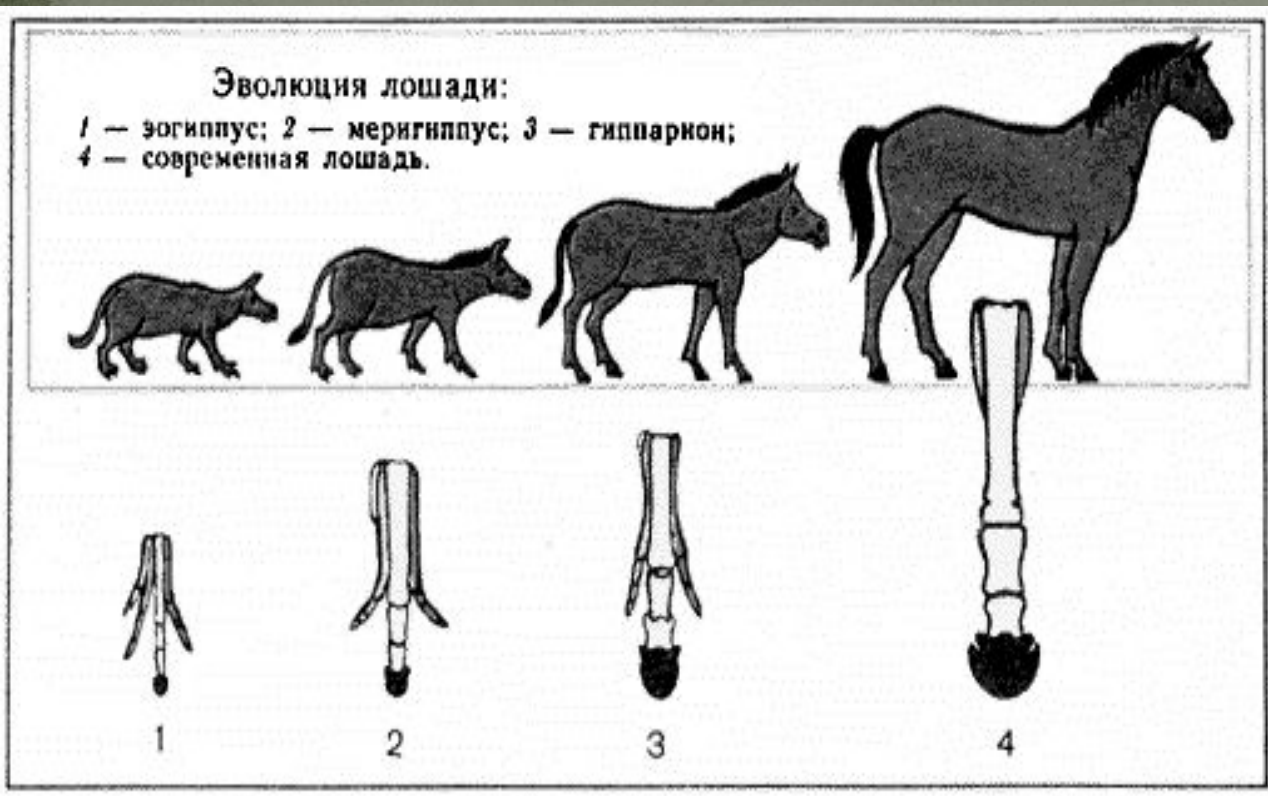 Эволюция лошади:
1 — эогиппус; 2 — меригиппус; 3 — гиппарион;
4 — современная лошадь.
1 2 3 4